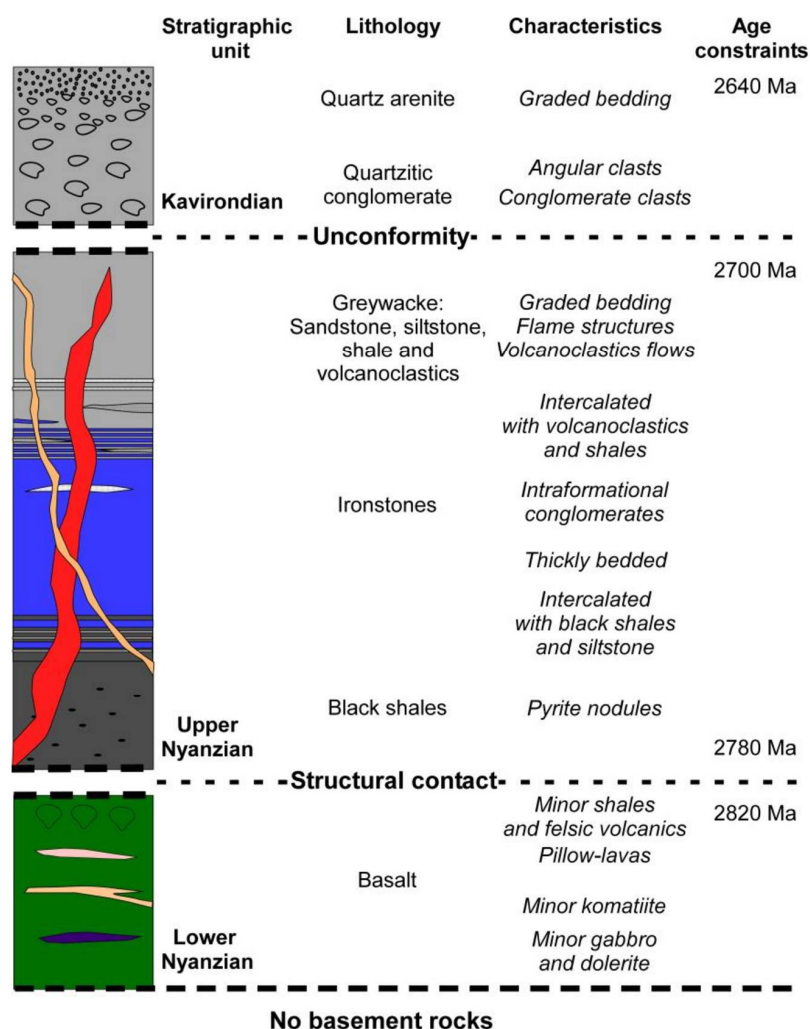 Stratigraphic unit Lithology Characteristics Age constraints
2640 Ma
Quartz arenite Graded bedding
Quartzitic conglomerate
Angular clasts
Conglomerate clasts
Kavirondian
Unconformity
2700 Ma
Greywacke:
Sandstone, siltstone,
shale and
volcanoclastics
Graded bedding
Flame structures
Volcanoclastics flows
Intercalated
with volcanoclastics
and shales
Ironstones
Intraformational
conglomerates
Thickly bedded
Intercalated
with black shales
and siltstone
Black shales Pyrite nodules
Upper
Nyanzian
2780 Ma
Structural contact
2820 Ma
Minor shales
and felsic volcanics
Pillow-lavas
Basalt
Minor komatiite
Minor gabbro
and dolerite
Lower
Nyanzian
No basement rocks